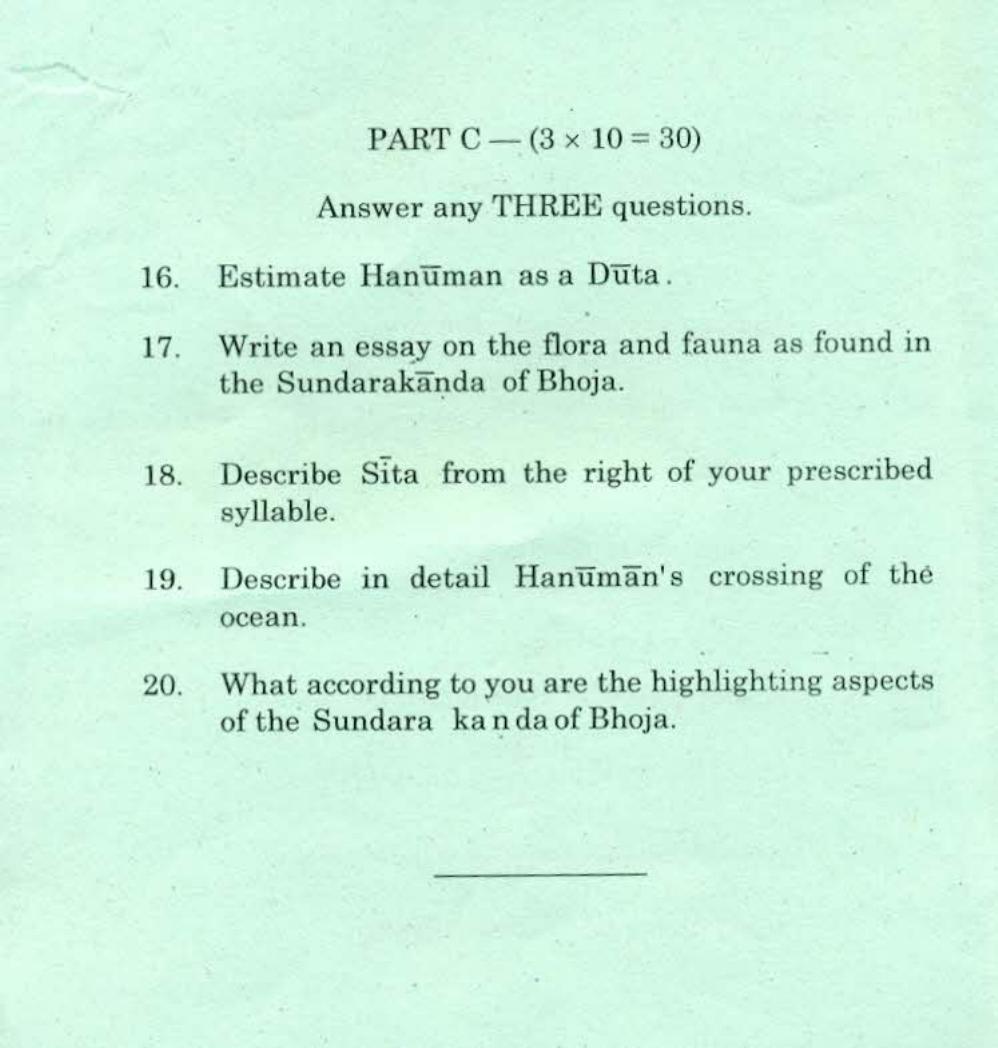 PART C — (3 × 10 = 30)
Answer any THREE questions.
16. Estimate Hanūman as a Dūta.
17. Write an essay on the flora and fauna as found in
the Sundarakāṇda of Bhoja.
18. Describe Sīta from the right of your prescribed
syllable.
19. Describe in detail Hanūmān's crossing of the
ocean.
20. What according to you are the highlighting aspects
of the Sundara kaṇda of Bhoja.